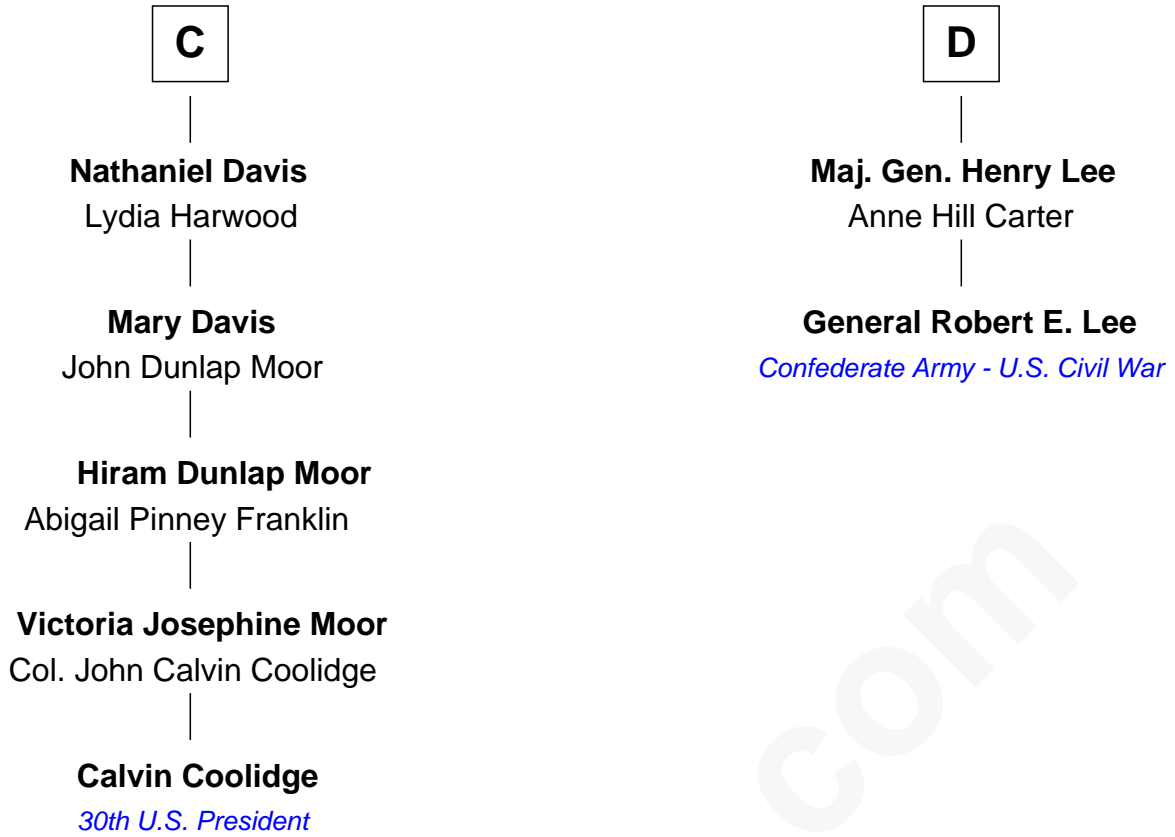 C
Nathaniel Davis
Lydia Harwood
Mary Davis
John Dunlap Moor
Hiram Dunlap Moor
Abigail Pinney Franklin
Victoria Josephine Moor
Col. John Calvin Coolidge
Calvin Coolidge
30th U.S. President
D
Maj. Gen. Henry Lee
Anne Hill Carter
General Robert E. Lee
Confederate Army - U.S. Civil War
com